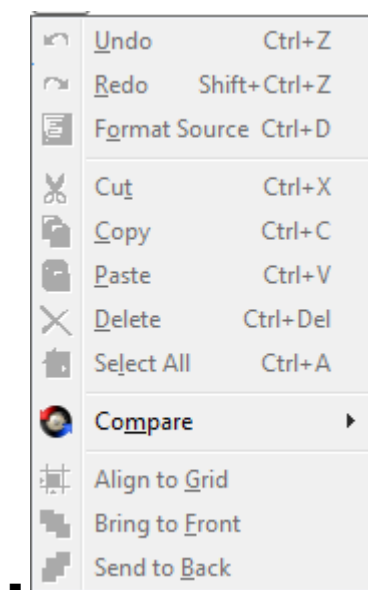 Undo Ctrl+Z
Redo Shift+Ctrl+Z
Format Source Ctrl+D
Cut Ctrl+X
Copy Ctrl+C
Paste Ctrl+V
Delete Ctrl+Del
Select All Ctrl+A
Compare
Align to Grid
Bring to Front
Send to Back